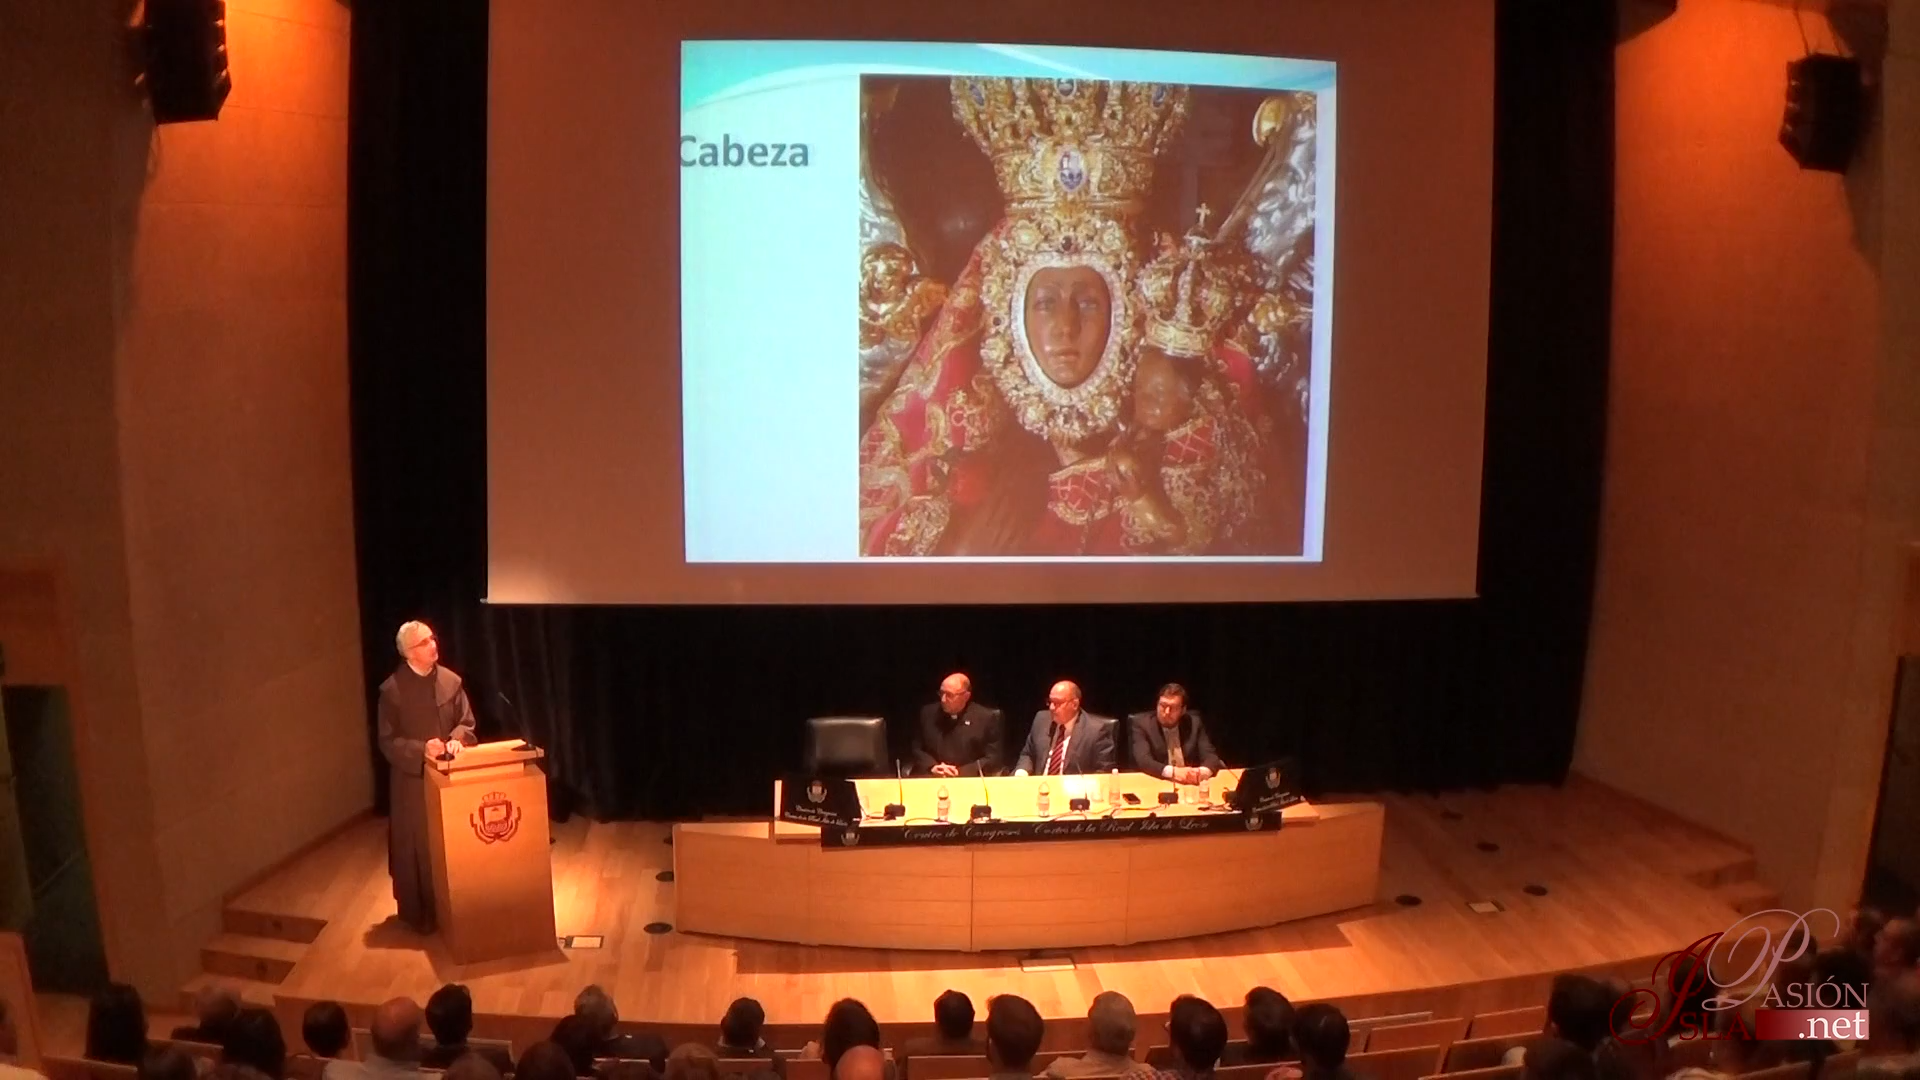 Cabeza
Centro de Congresos Cortes de la Real Isla de León
PASIÓN
ISLA
.net